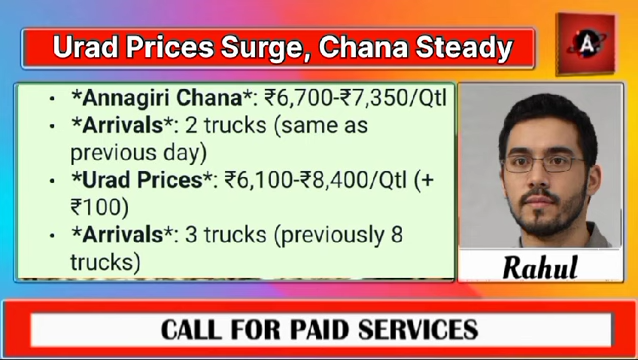 Urad Prices Surge, Chana Steady
A
• *Annagiri Chana*: ₹6,700-₹7,350/Qtl
• *Arrivals*: 2 trucks (same as
previous day)
• *Urad Prices*: ₹6,100-₹8,400/Qtl (+
₹100)
• *Arrivals*: 3 trucks (previously 8
trucks)
Rahul
CALL FOR PAID SERVICES